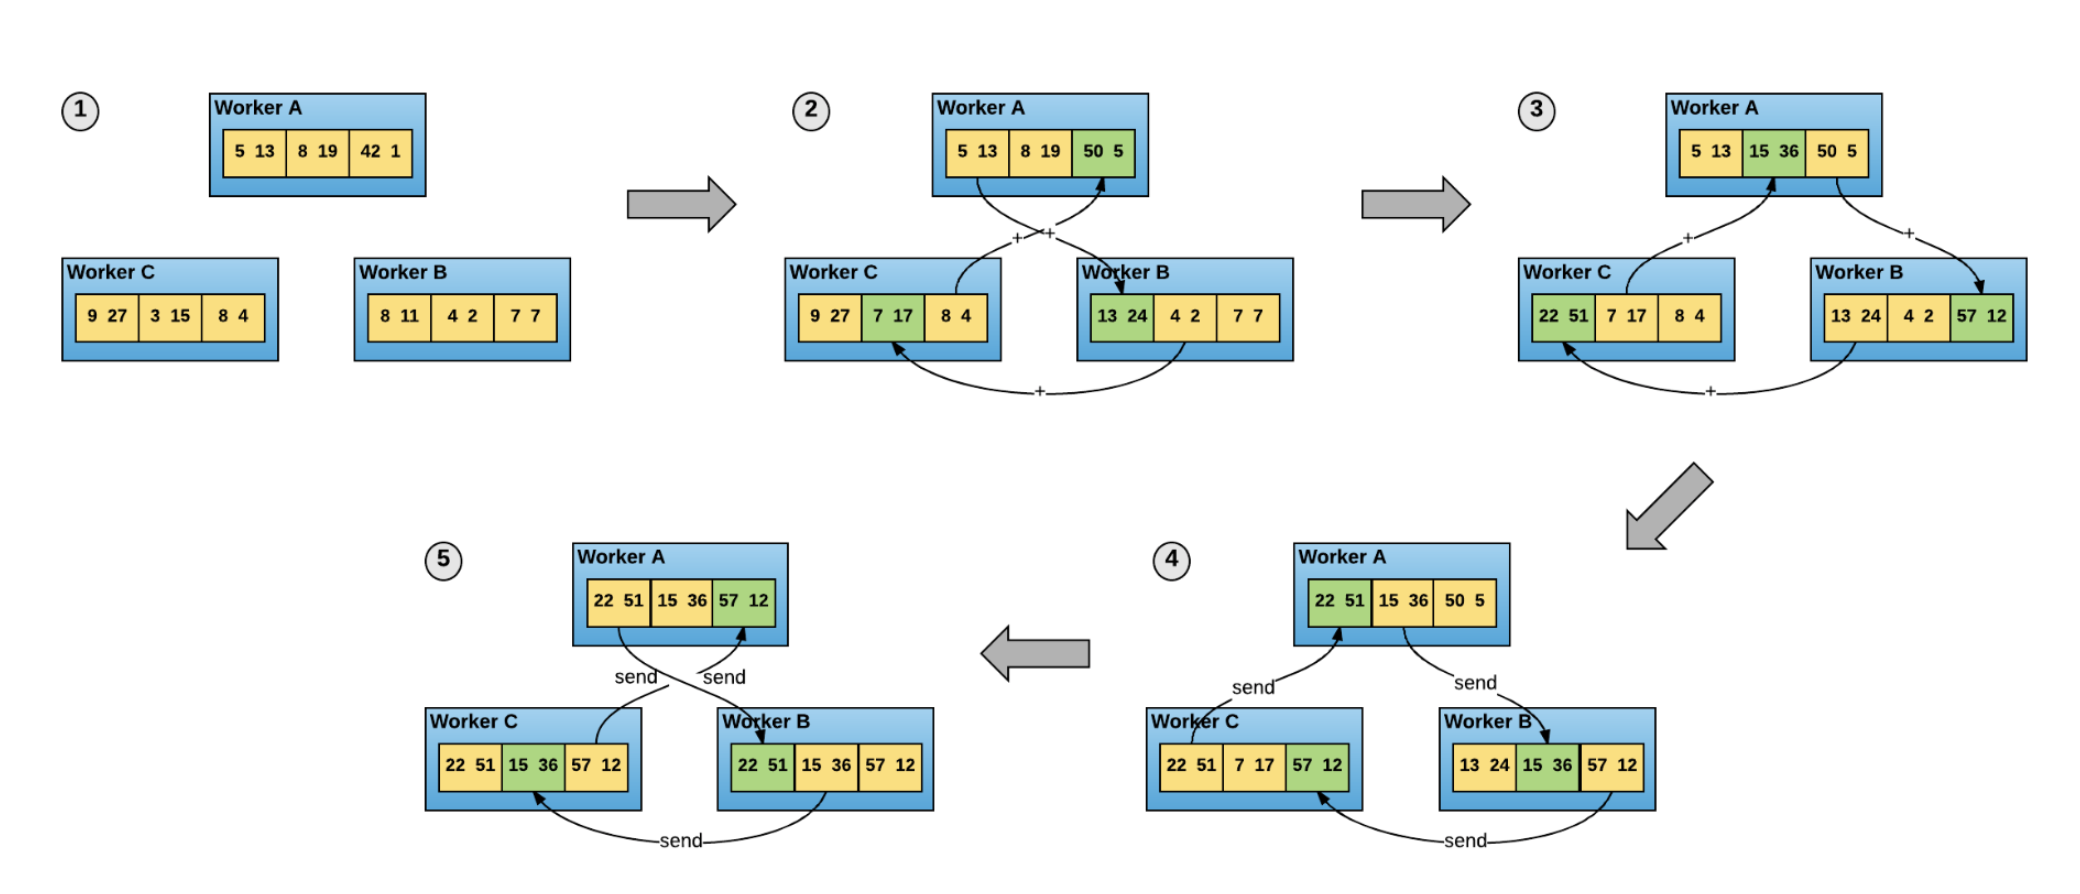 1
Worker A
5 13 8 19 42 1
Worker C
9 27 3 15 8 4
Worker B
8 11 4 2 7 7
2
Worker A
5 13 8 19 50 5
+ +
Worker C
9 27 7 17 8 4
Worker B
13 24 4 2 7 7
+
3
Worker A
5 13 15 36 50 5
+ +
Worker C
22 51 7 17 8 4
Worker B
13 24 4 2 57 12
+
4
Worker A
22 51 15 36 50 5
send send
Worker C
22 51 7 17 57 12
Worker B
13 24 15 36 57 12
send
5
Worker A
22 51 15 36 57 12
send send
Worker C
22 51 15 36 57 12
Worker B
22 51 15 36 57 12
send